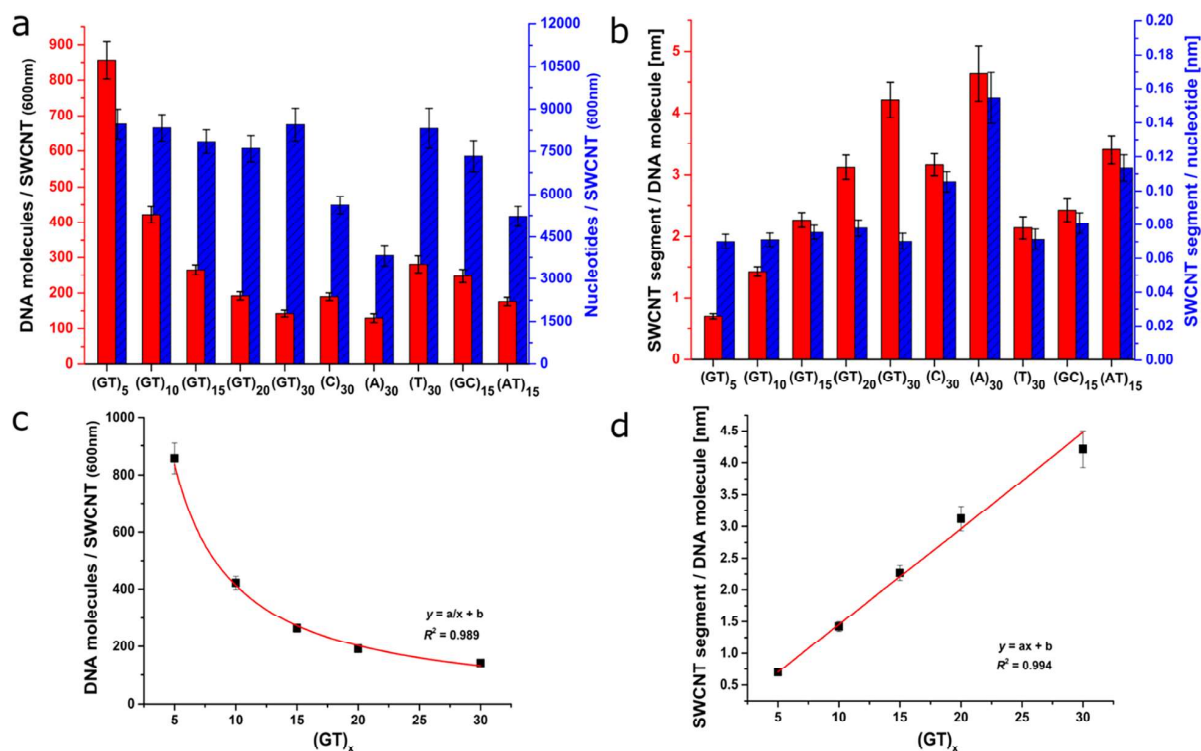 a
DNA molecules / SWCNT (600nm)
900
800
700
600
500
400
300
200
100
0
12000
10500
9000
7500
6000
4500
3000
1500
0
Nucleotides / SWCNT (600nm)
(GT)5 (GT)10 (GT)15 (GT)20 (GT)30 (C)30 (A)30 (T)30 (GC)15 (AT)15
b
SWCNT segment / DNA molecule [nm]
5
4
3
2
1
0
0.20
0.18
0.16
0.14
0.12
0.10
0.08
0.06
0.04
0.02
0.00
SWCNT segment / nucleotide [nm]
(GT)5 (GT)10 (GT)15 (GT)20 (GT)30 (C)30 (A)30 (T)30 (GC)15 (AT)15
c
DNA molecules / SWCNT (600nm)
1000
800
600
400
200
0
y = a/x + b
R² = 0.989
5 10 15 20 25 30
(GT)x
d
SWCNT segment / DNA molecule [nm]
4.5
4.0
3.5
3.0
2.5
2.0
1.5
1.0
0.5
y = ax + b
R² = 0.994
5 10 15 20 25 30
(GT)x